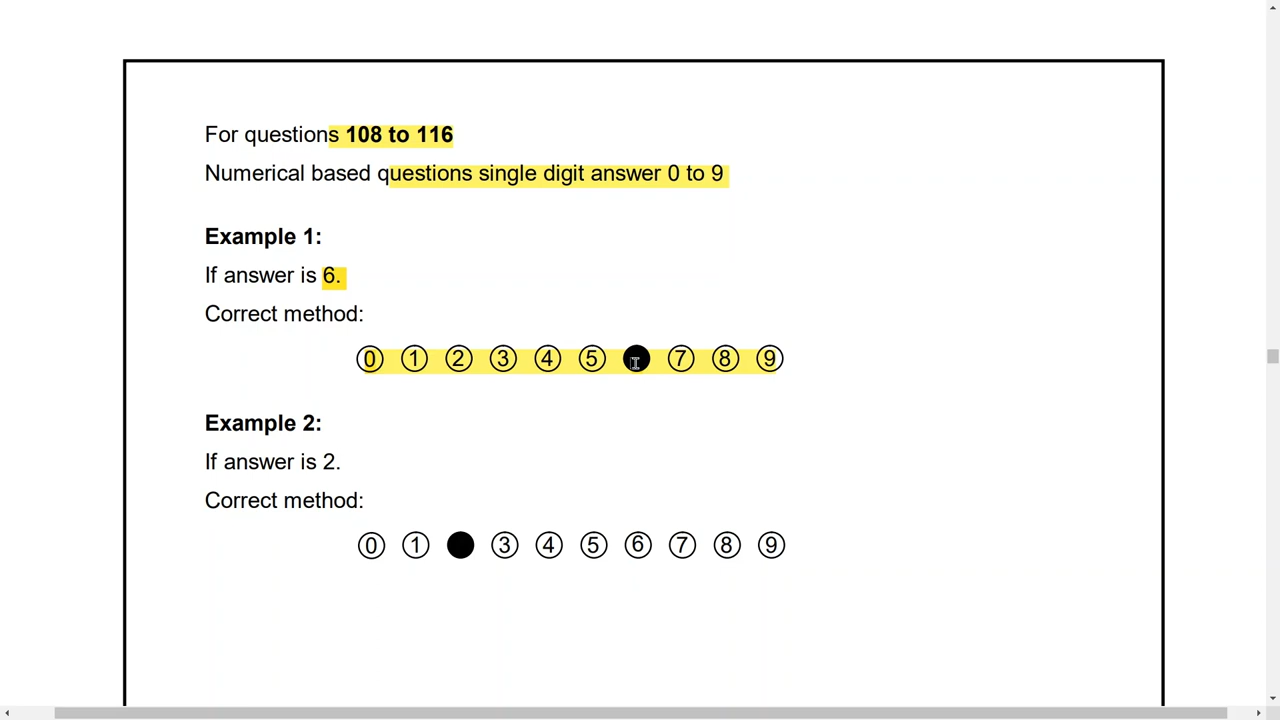 For questions 108 to 116
Numerical based questions single digit answer 0 to 9
Example 1:
If answer is 6.
Correct method:
0 1 2 3 4 5 7 8 9
Example 2:
If answer is 2.
Correct method:
0 1 3 4 5 6 7 8 9